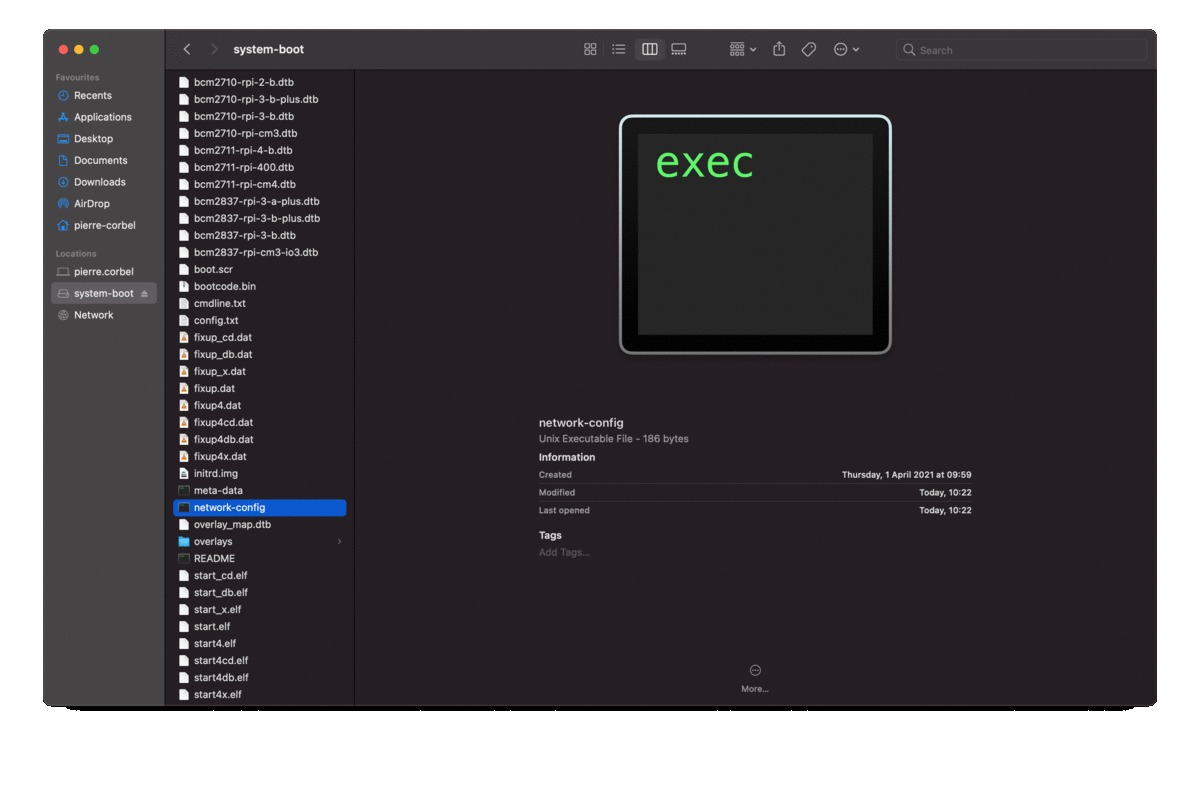 system-boot
Search
Favourites
Recents
Applications
Desktop
Documents
Downloads
AirDrop
pierre-corbel
Locations
pierre.corbel
system-boot
Network
bcm2710-rpi-2-b.dtb
bcm2710-rpi-3-b-plus.dtb
bcm2710-rpi-3-b.dtb
bcm2710-rpi-cm3.dtb
bcm2711-rpi-4-b.dtb
bcm2711-rpi-400.dtb
bcm2711-rpi-cm4.dtb
bcm2837-rpi-3-a-plus.dtb
bcm2837-rpi-3-b-plus.dtb
bcm2837-rpi-3-b.dtb
bcm2837-rpi-cm3-io3.dtb
boot.scr
bootcode.bin
cmdline.txt
config.txt
fixup_cd.dat
fixup_db.dat
fixup_x.dat
fixup.dat
fixup4.dat
fixup4cd.dat
fixup4db.dat
fixup4x.dat
initrd.img
meta-data
network-config
overlay_map.dtb
overlays
README
start_cd.elf
start_db.elf
start_x.elf
start.elf
start4.elf
start4cd.elf
start4db.elf
start4x.elf
exec
network-config
Unix Executable File - 186 bytes
Information
Created Thursday, 1 April 2021 at 09:59
Modified Today, 10:22
Last opened Today, 10:22
Tags
Add Tags...
More...